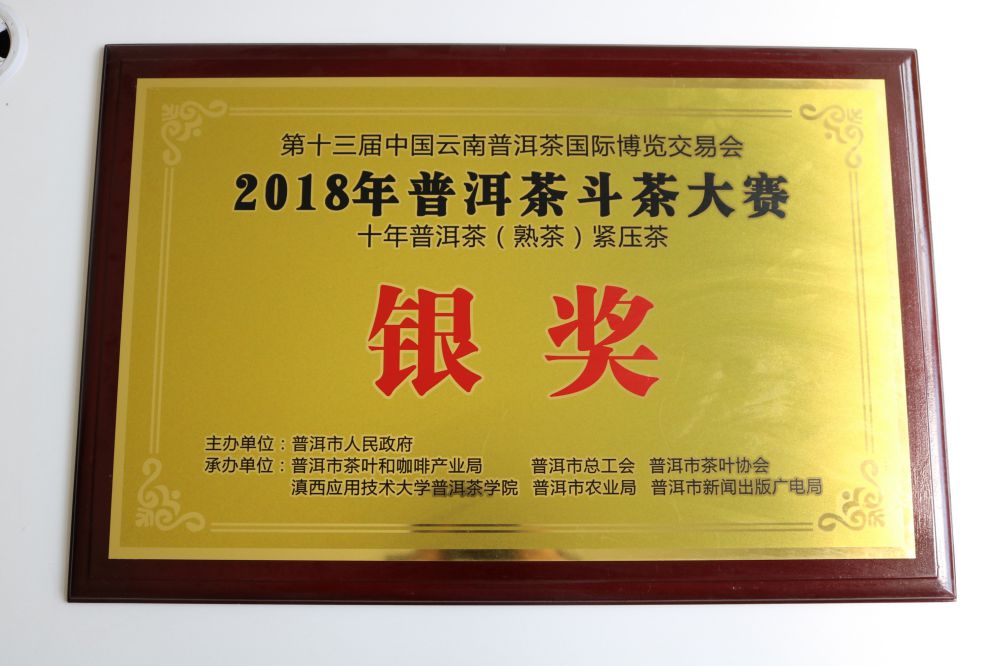 第十三届中国云南普洱茶国际博览交易会
2018年普洱茶斗茶大赛
十年普洱茶（熟茶）紧压茶
银奖
主办单位：普洱市人民政府
承办单位：普洱市茶叶和咖啡产业局 普洱市总工会 普洱市茶叶协会
滇西应用技术大学普洱茶学院 普洱市农业局 普洱市新闻出版广电局